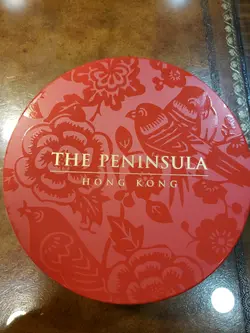 THE PENINSULA
HONG KONG